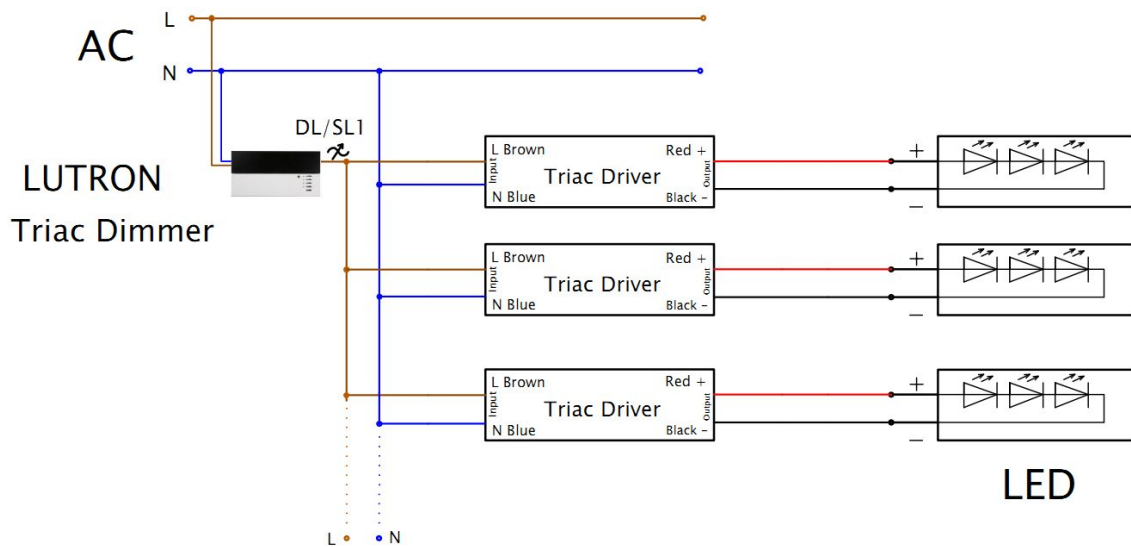 L
AC
N
DL/SL1
LUTRON
Triac Dimmer
L Brown
Input
N Blue
Triac Driver
Red +
Output
Black –
+
–
L Brown
Input
N Blue
Triac Driver
Red +
Output
Black –
+
–
L Brown
Input
N Blue
Triac Driver
Red +
Output
Black –
+
–
LED
L
N